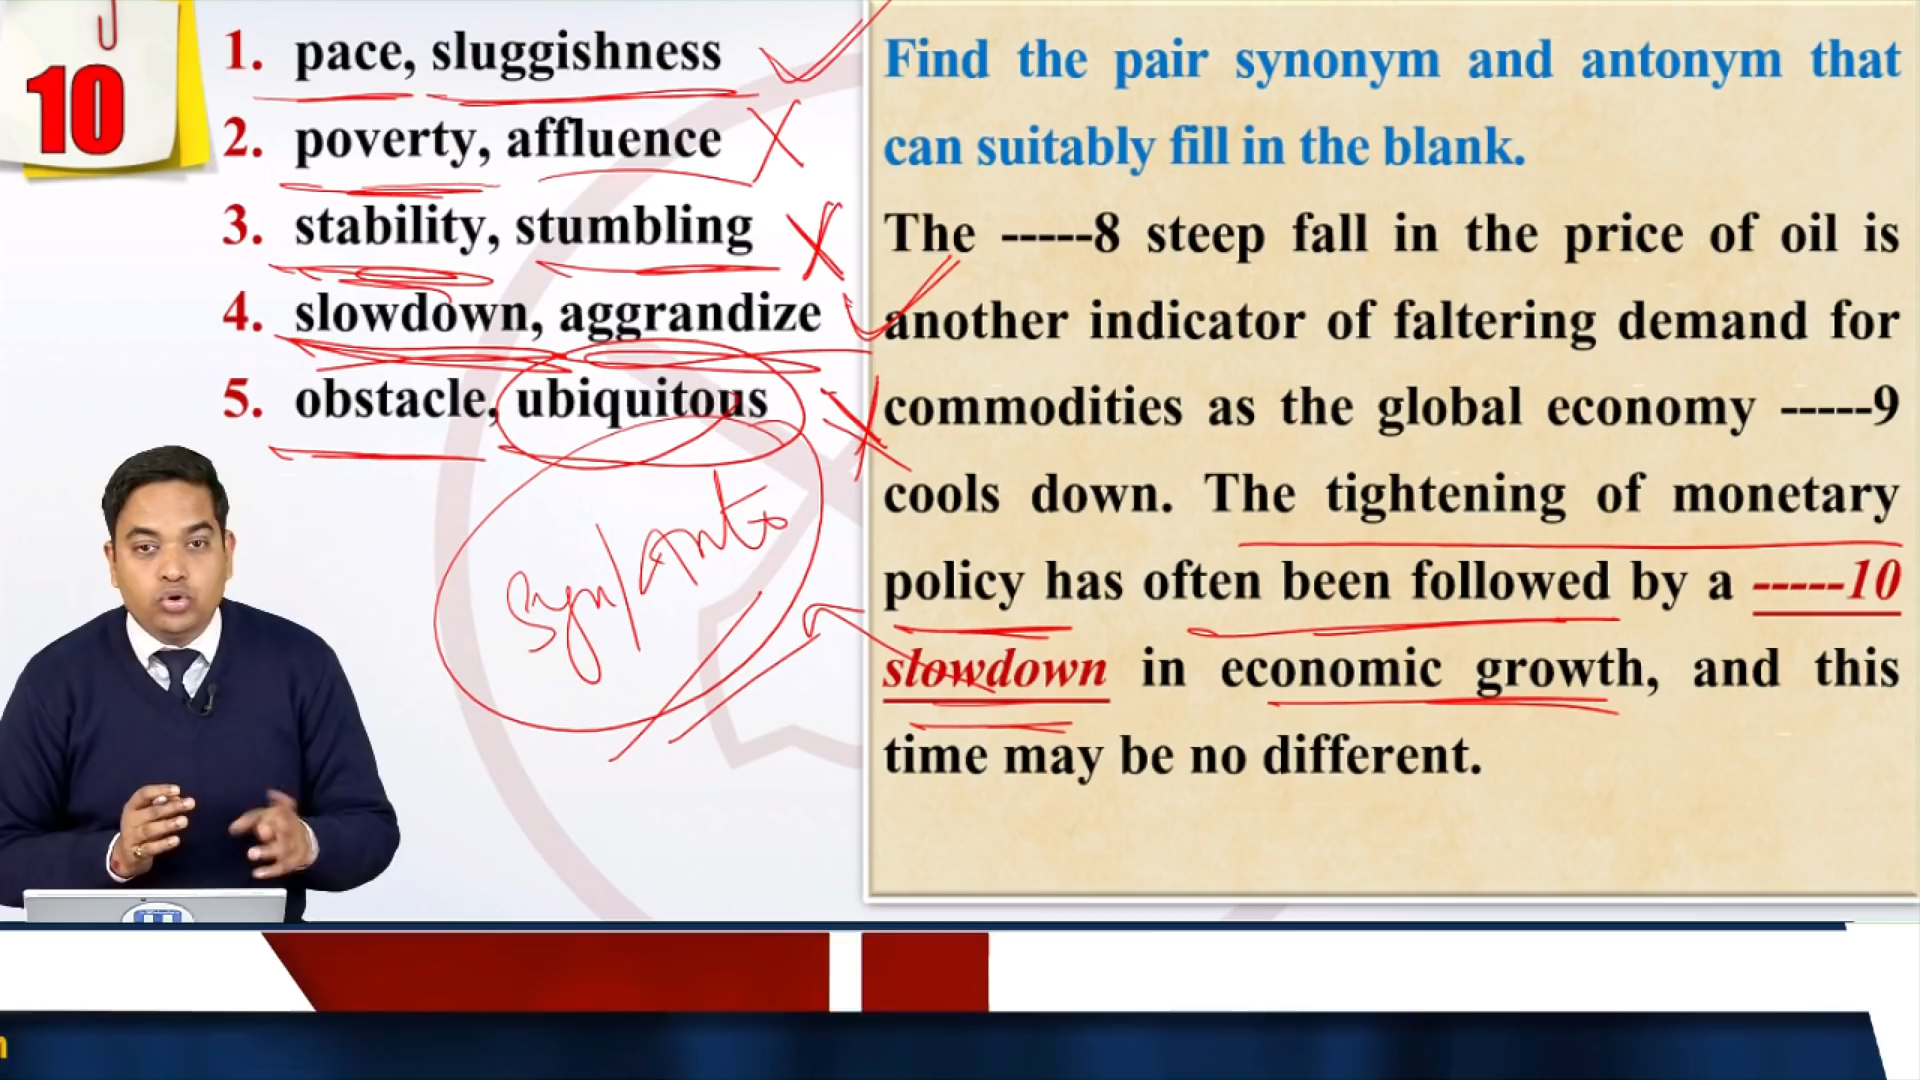 10
1. pace, sluggishness
2. poverty, affluence
3. stability, stumbling
4. slowdown, aggrandize
5. obstacle, ubiquitous
syn/anto
Find the pair synonym and antonym that
can suitably fill in the blank.
The -----8 steep fall in the price of oil is
another indicator of faltering demand for
commodities as the global economy -----9
cools down. The tightening of monetary
policy has often been followed by a -----10
slowdown in economic growth, and this
time may be no different.